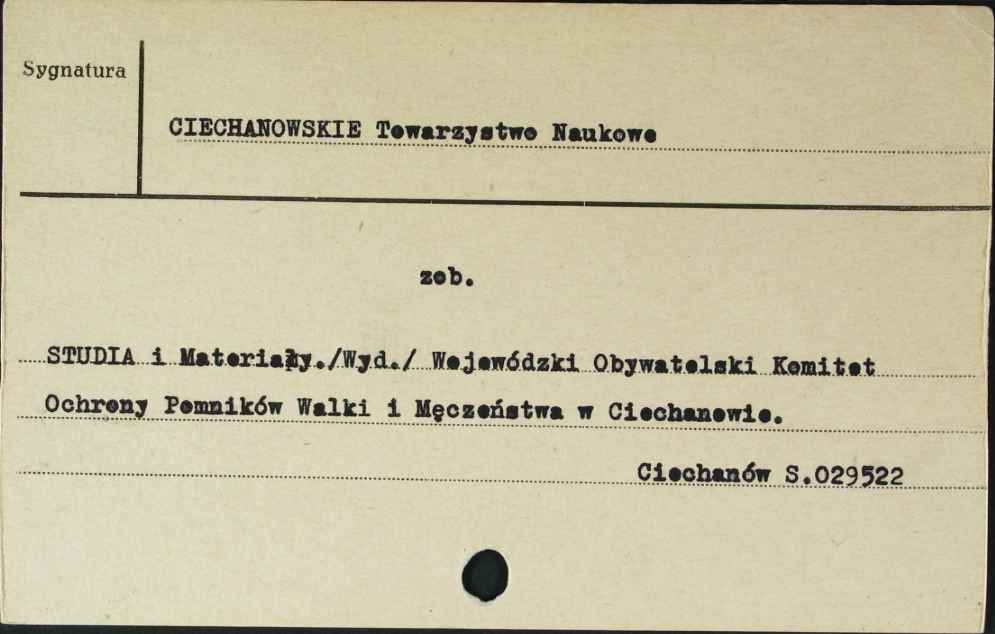 Sygnatura
CIECHANOWSKIE Towarzystwo Naukowe
zob.
STUDIA i Materiały./Wyd./ Wojewódzki Obywatelski Komitet
Ochrony Pomników Walki i Męczeństwa w Ciechanowie.
Ciechanów S.029522